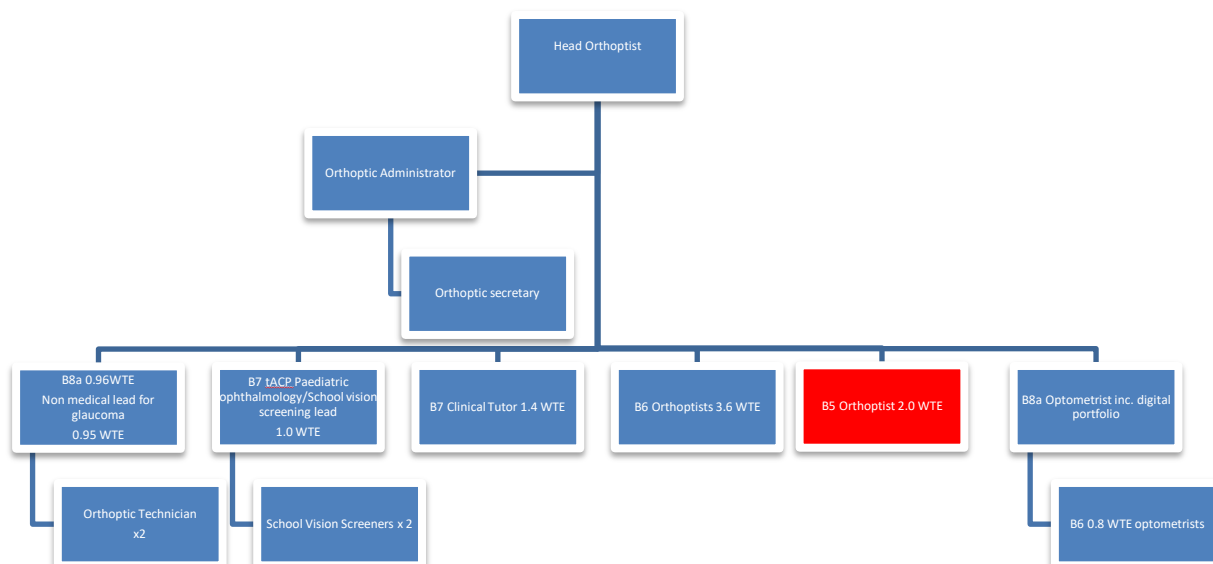 Head Orthoptist
Orthoptic Administrator
Orthoptic secretary
B8a 0.96WTE
Non medical lead for
glaucoma
0.95 WTE
B7 tACP Paediatric
ophthalmology/School vision
screening lead
1.0 WTE
B7 Clinical Tutor 1.4 WTE
B6 Orthoptists 3.6 WTE
B5 Orthoptist 2.0 WTE
B8a Optometrist inc. digital
portfolio
Orthoptic Technician
x2
School Vision Screeners x 2
B6 0.8 WTE optometrists